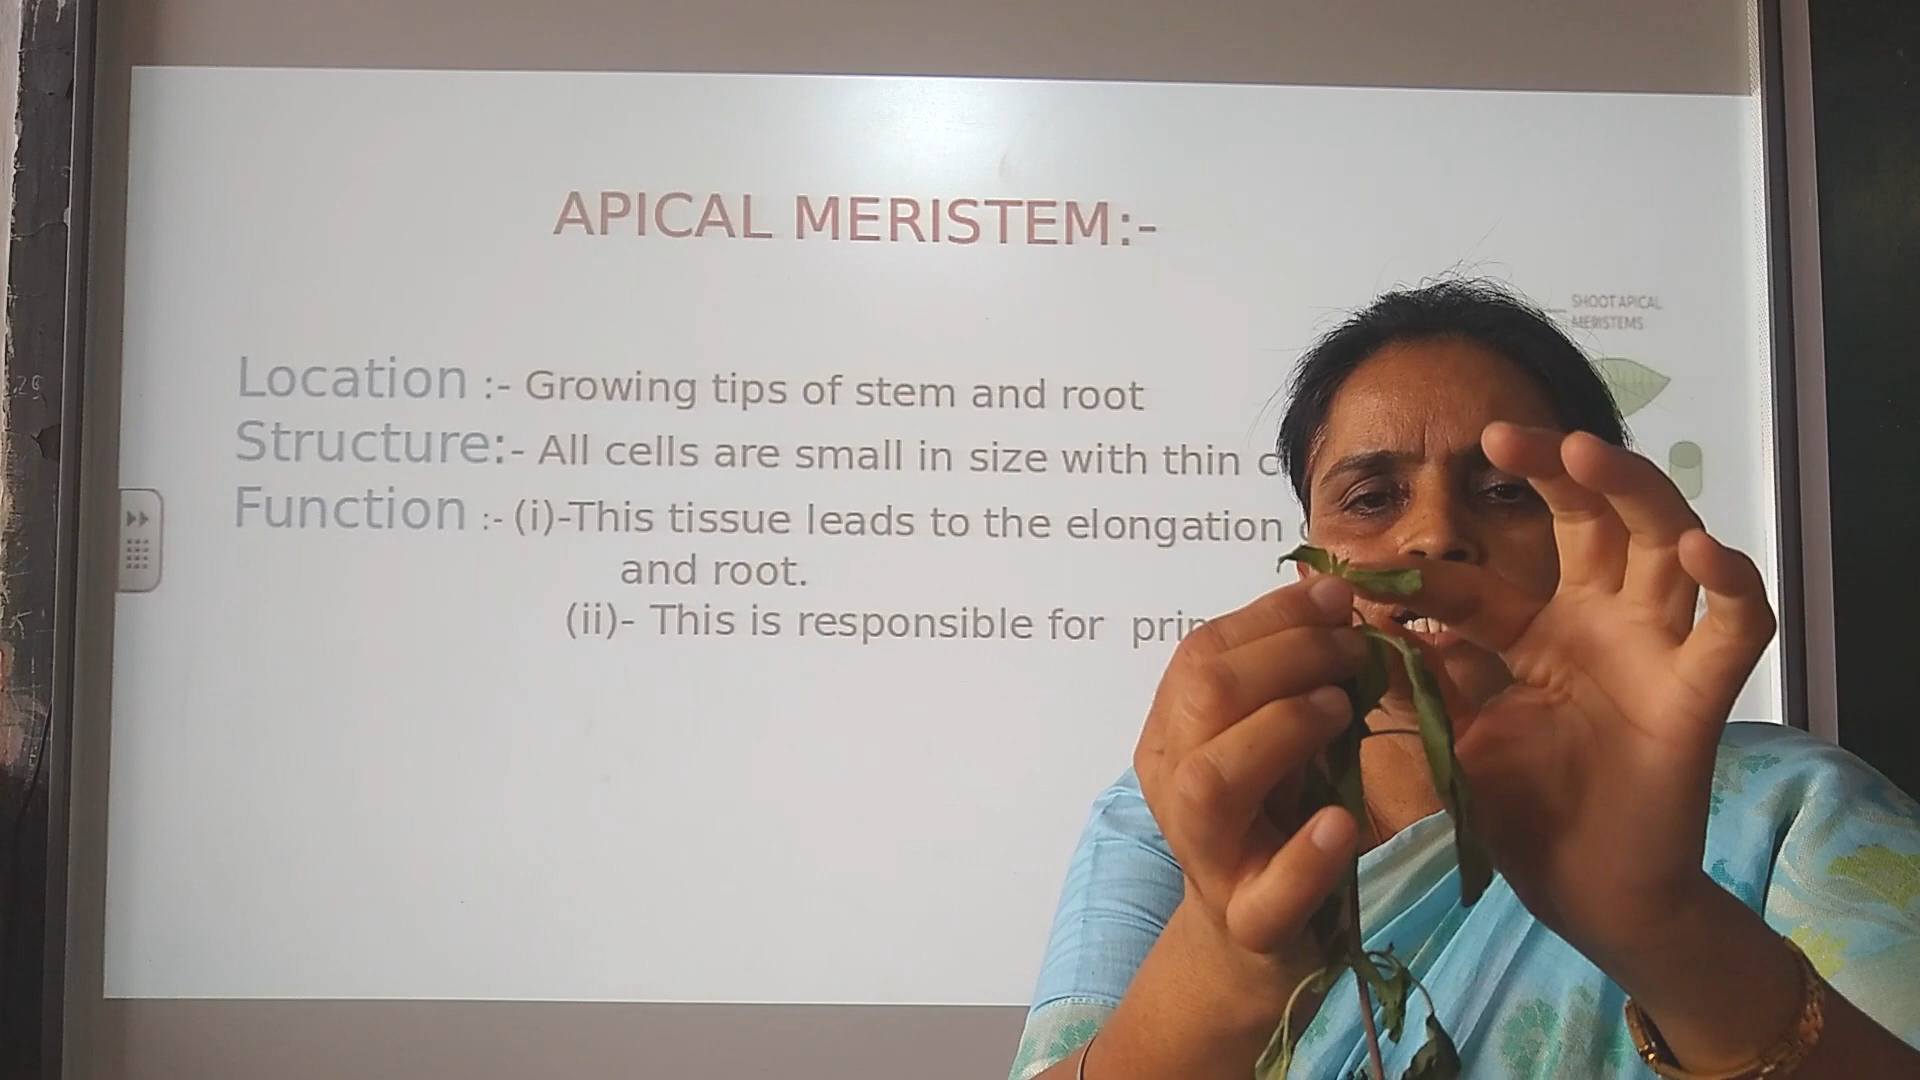 APICAL MERISTEM:-
SHOOT APICAL
MERISTEMS
Location :- Growing tips of stem and root
Structure:- All cells are small in size with thin
Function :- (i)-This tissue leads to the elongation
and root.
(ii)- This is responsible for